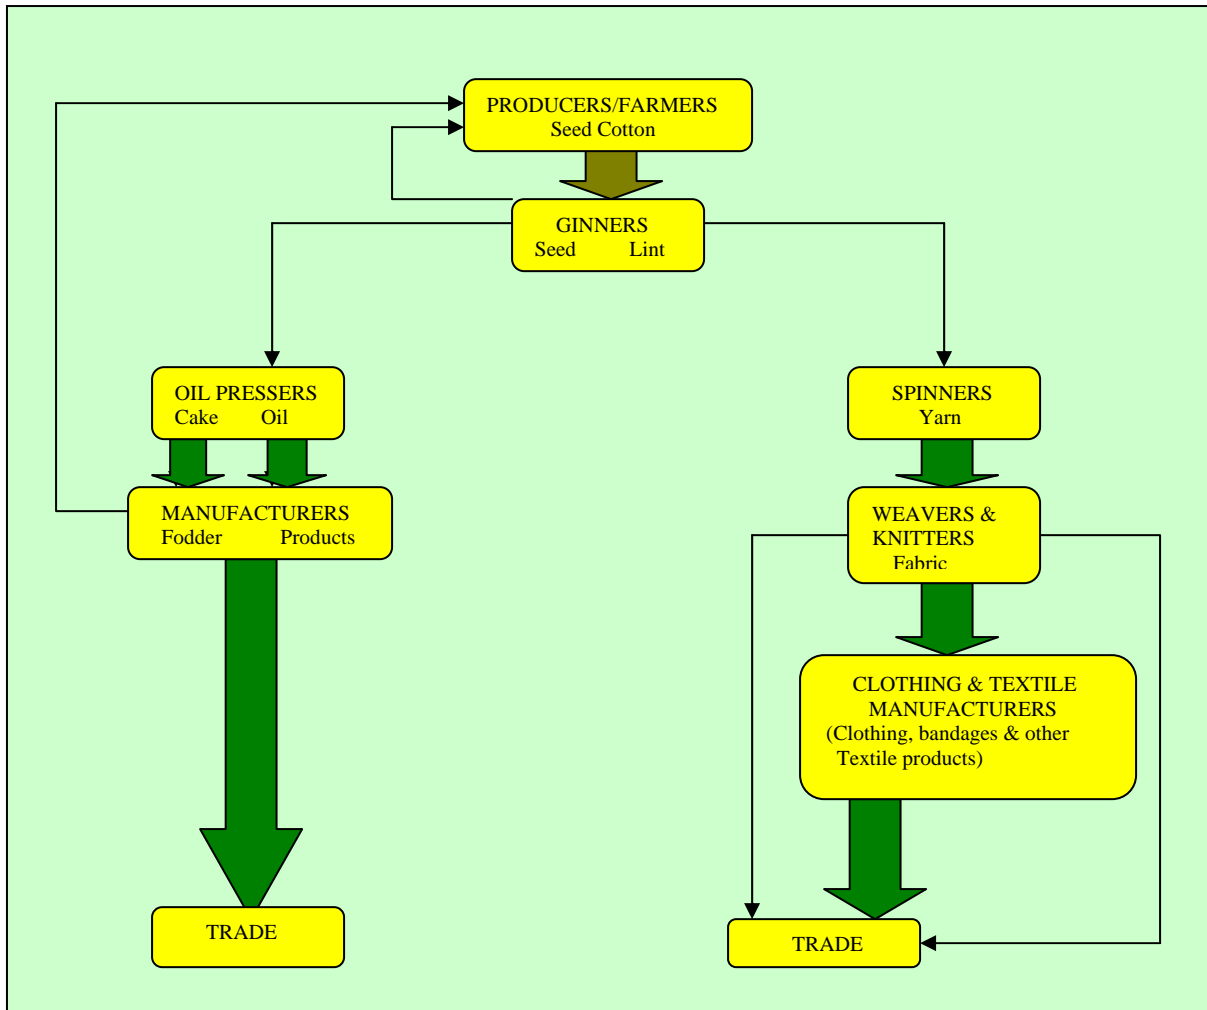 PRODUCERS/FARMERS
Seed Cotton
GINNERS
Seed Lint
OIL PRESSERS
Cake Oil
MANUFACTURERS
Fodder Products
TRADE
SPINNERS
Yarn
WEAVERS &
KNITTERS
Fabric
CLOTHING & TEXTILE
MANUFACTURERS
(Clothing, bandages & other
Textile products)
TRADE